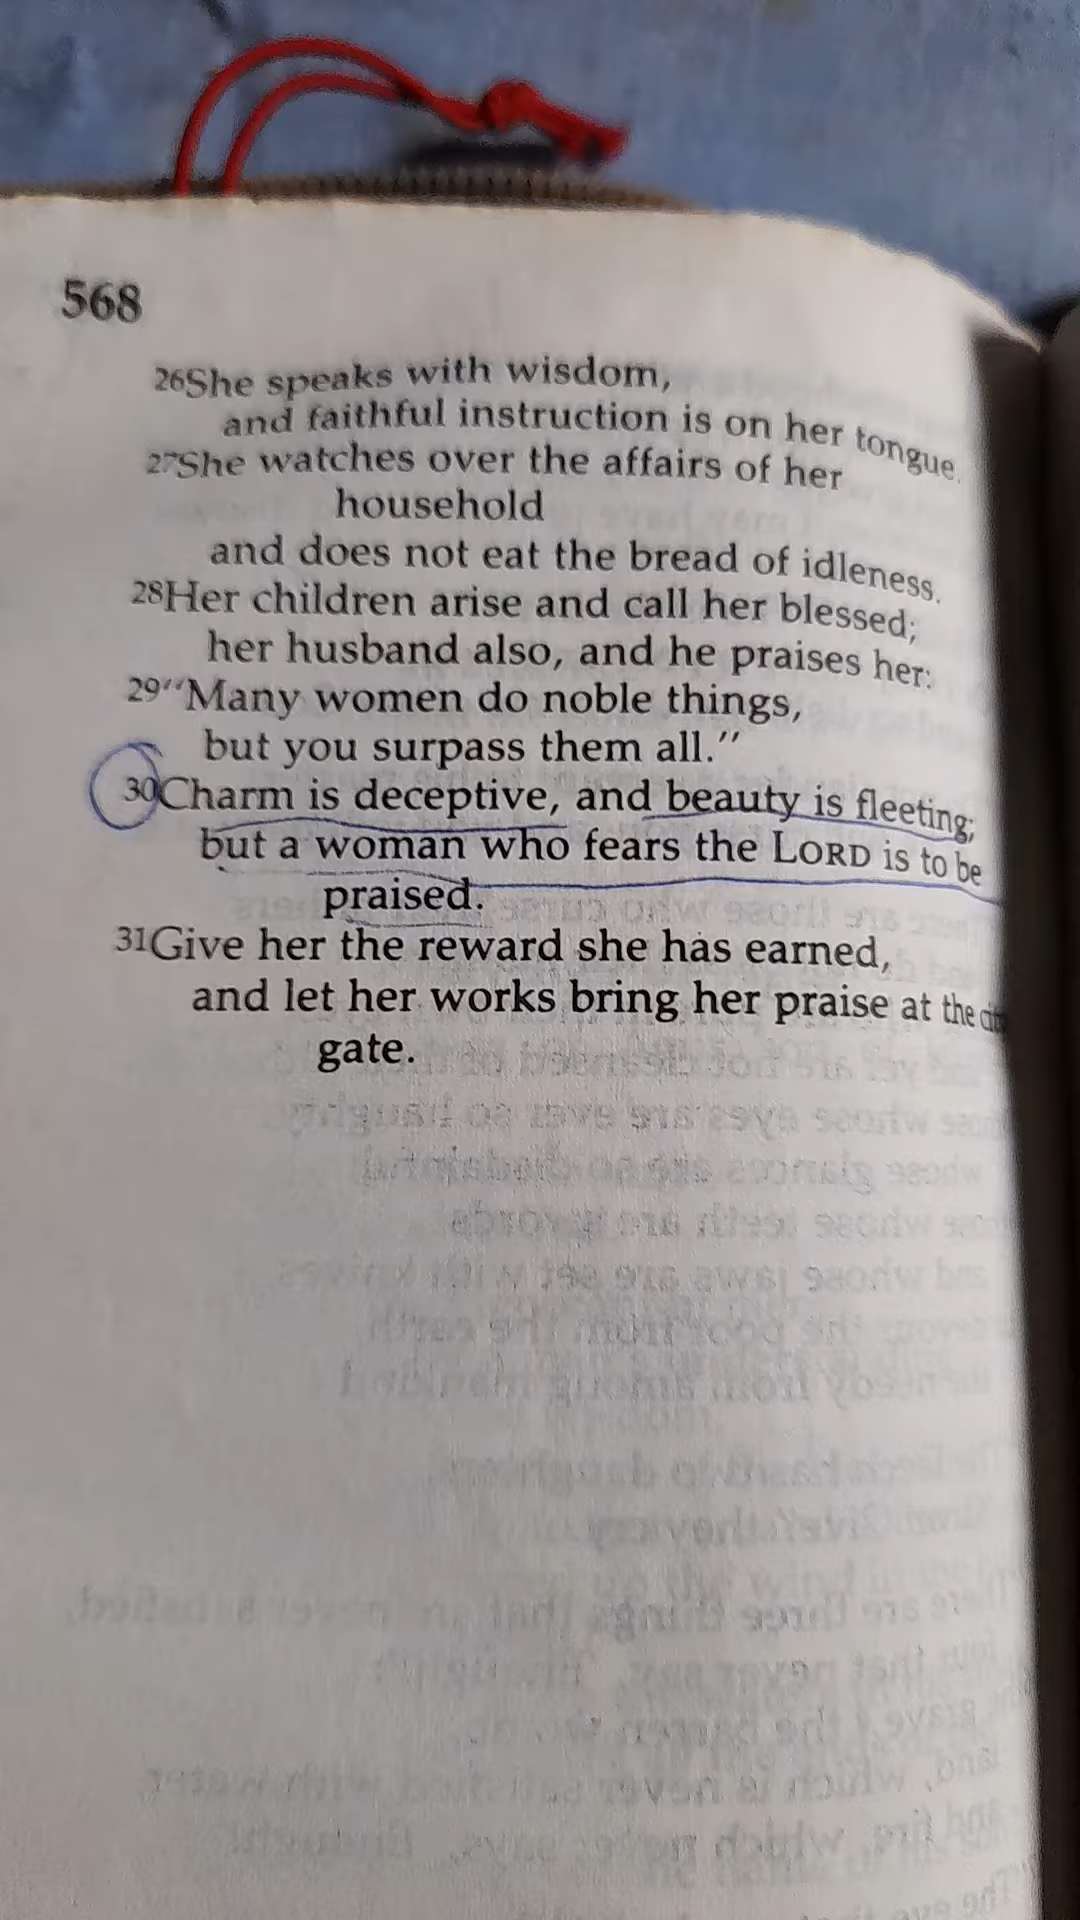 568
26She speaks with wisdom,
and faithful instruction is on her tongue.
27She watches over the affairs of her
household
and does not eat the bread of idleness.
28Her children arise and call her blessed;
her husband also, and he praises her:
29"Many women do noble things,
but you surpass them all."
30Charm is deceptive, and beauty is fleeting;
but a woman who fears the LORD is to be
praised.
31Give her the reward she has earned,
and let her works bring her praise at the city
gate.